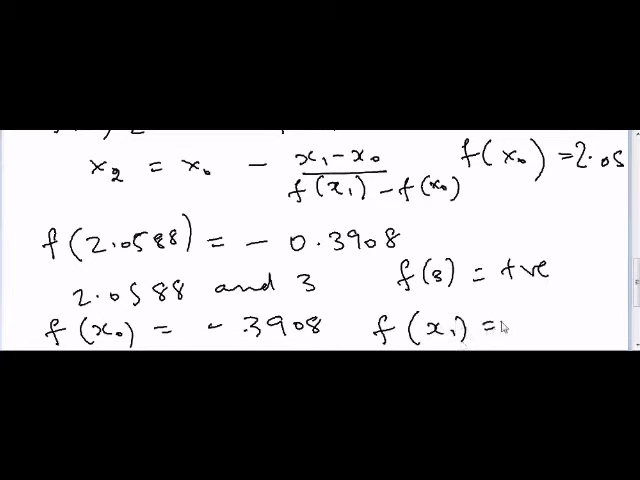 x₂ = x₀ - (x₁ - x₀)/(f(x₁) - f(x₀)) f(x₀) = 2.05
f(2.0588) = - 0.3908
2.0588 and 3 f(3) = +ve
f(x₀) = - .3908 f(x₁) =